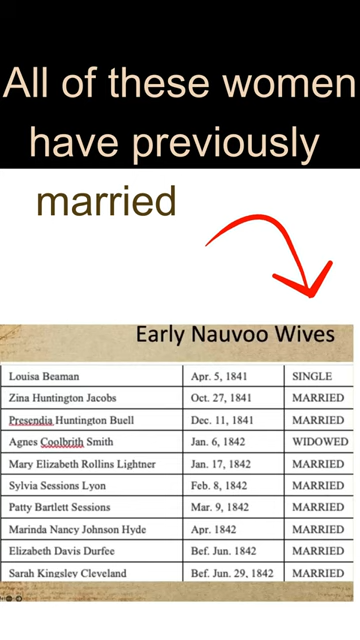 All of these women
have previously
married
Early Nauvoo Wives
Louisa Beaman Apr. 5, 1841 SINGLE
Zina Huntington Jacobs Oct. 27, 1841 MARRIED
Presendia Huntington Buell Dec. 11, 1841 MARRIED
Agnes Coolbrith Smith Jan. 6, 1842 WIDOWED
Mary Elizabeth Rollins Lightner Jan. 17, 1842 MARRIED
Sylvia Sessions Lyon Feb. 8, 1842 MARRIED
Patty Bartlett Sessions Mar. 9, 1842 MARRIED
Marinda Nancy Johnson Hyde Apr. 1842 MARRIED
Elizabeth Davis Durfee Bef. Jun. 1842 MARRIED
Sarah Kingsley Cleveland Bef. Jun. 29, 1842 MARRIED